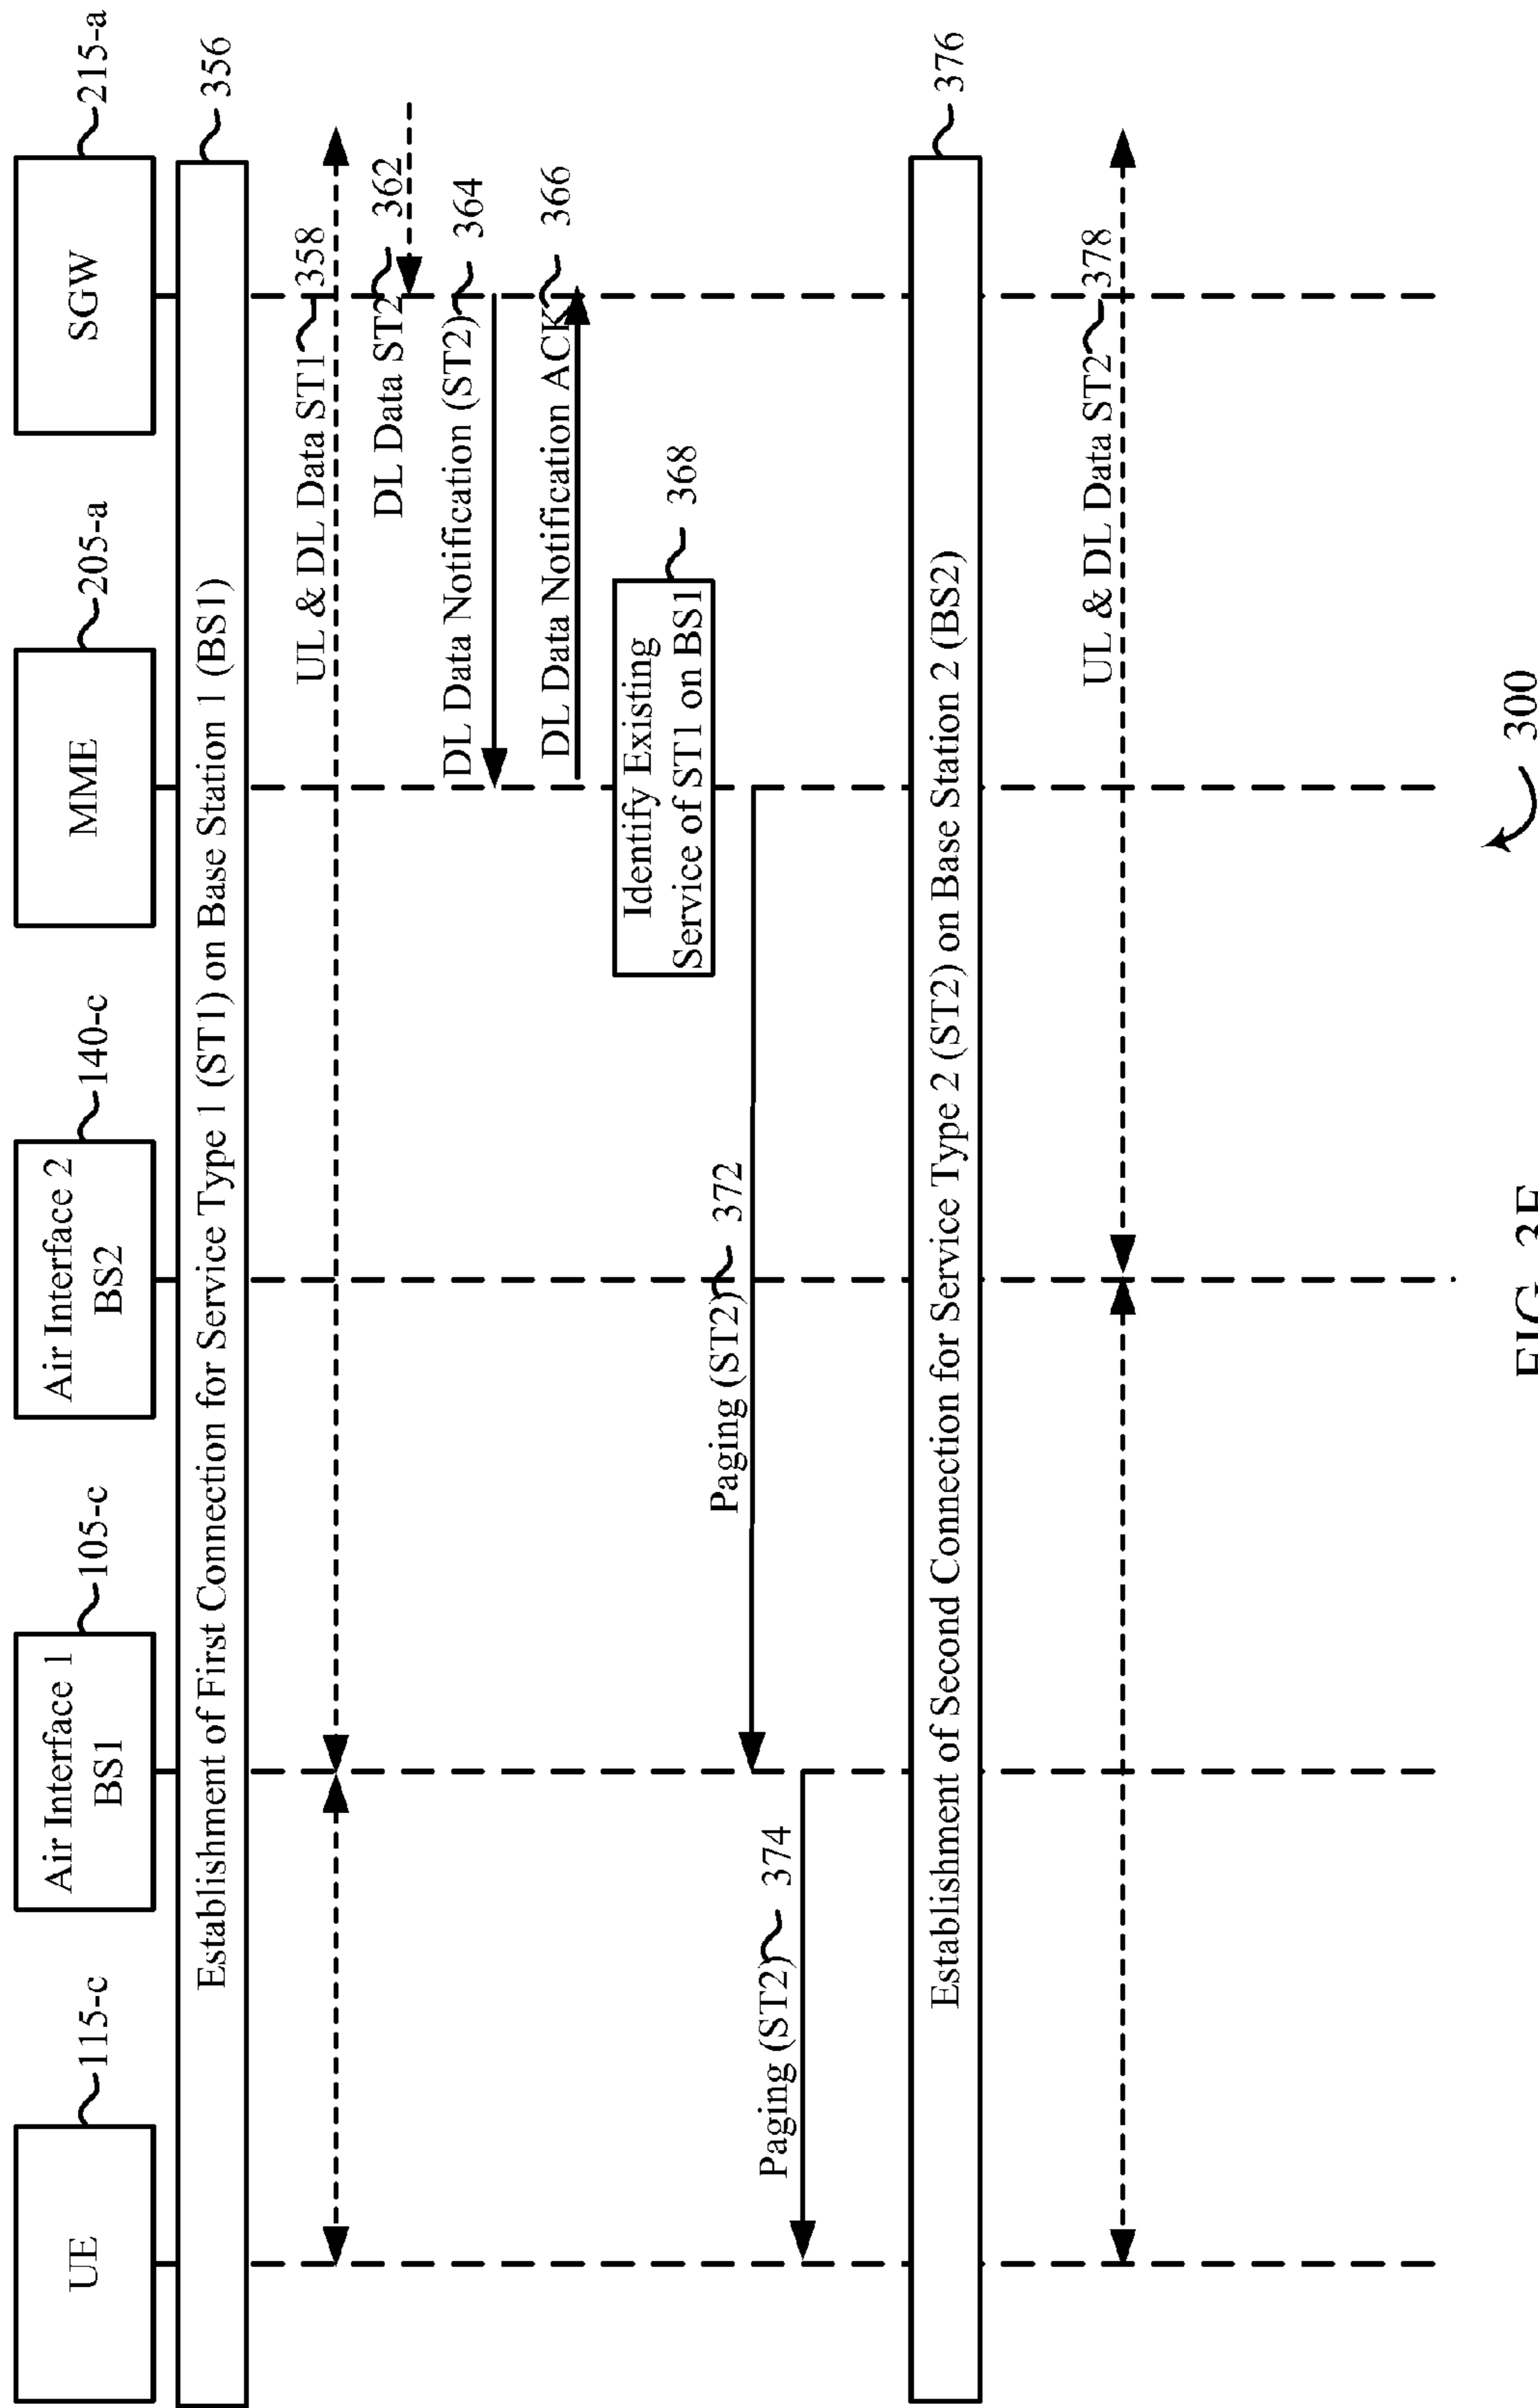 UE
115-c
Air Interface 1
BS1
105-c
Air Interface 2
BS2
140-c
MME
205-a
SGW
215-a
Establishment of First Connection for Service Type 1 (ST1) on Base Station 1 (BS1)
356
UL & DL Data ST1
358
DL Data ST2
362
DL Data Notification (ST2)
364
DL Data Notification ACK
366
Identify Existing
Service of ST1 on BS1
368
Paging (ST2)
372
Paging (ST2)
374
Establishment of Second Connection for Service Type 2 (ST2) on Base Station 2 (BS2)
376
UL & DL Data ST2
378
300
FIG